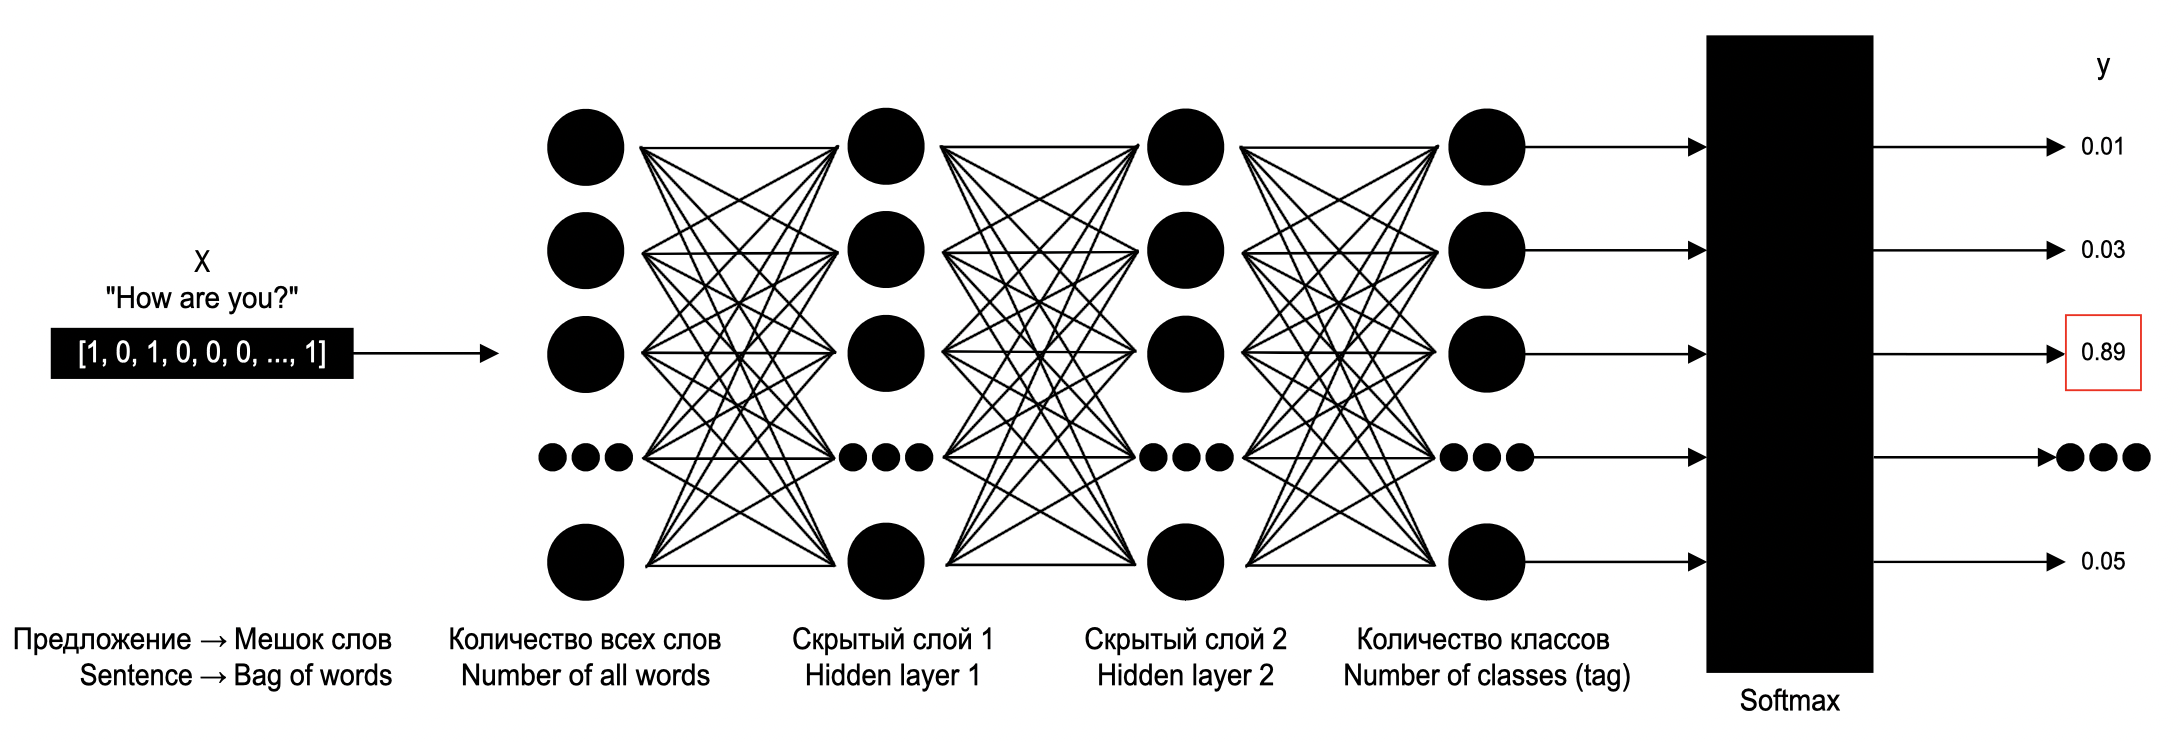 X
"How are you?"
[1, 0, 1, 0, 0, 0, ..., 1]
Предложение → Мешок слов
Sentence → Bag of words
Количество всех слов
Number of all words
Скрытый слой 1
Hidden layer 1
Скрытый слой 2
Hidden layer 2
Количество классов
Number of classes (tag)
Softmax
y
0.01
0.03
0.89
0.05